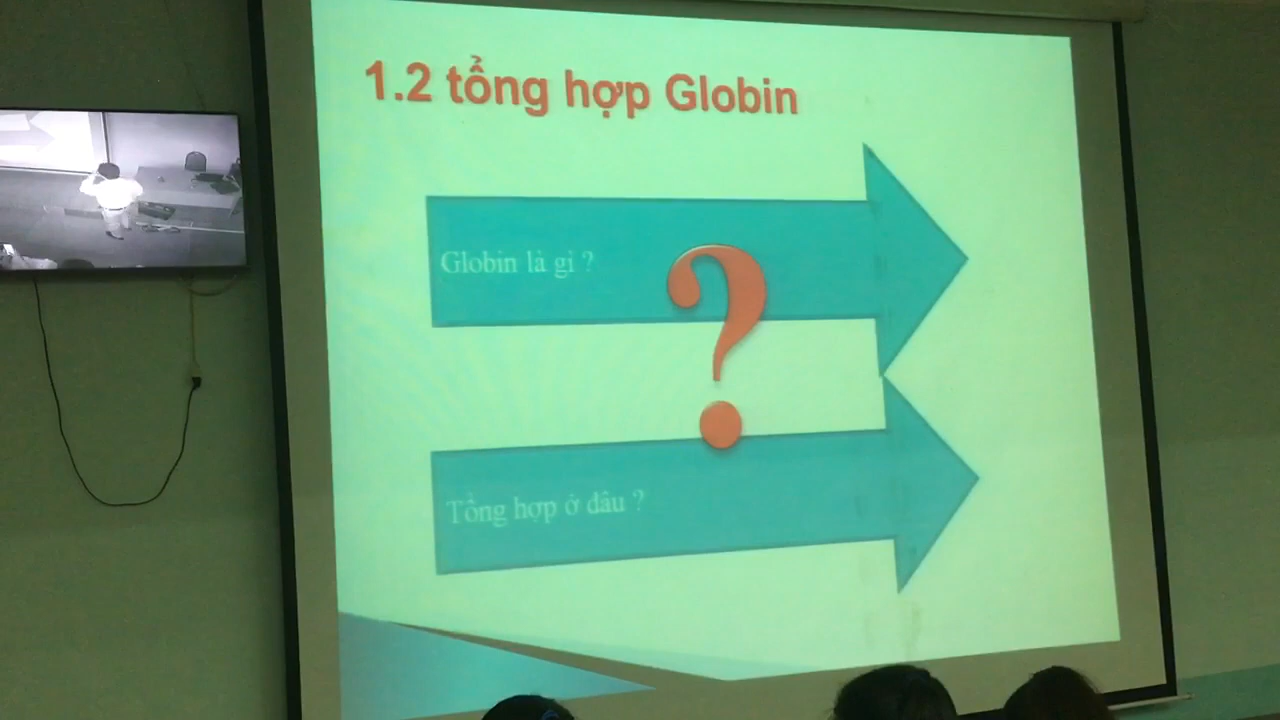 1.2 tổng hợp Globin
Globin là gì ?
Tổng hợp ở đâu ?
?